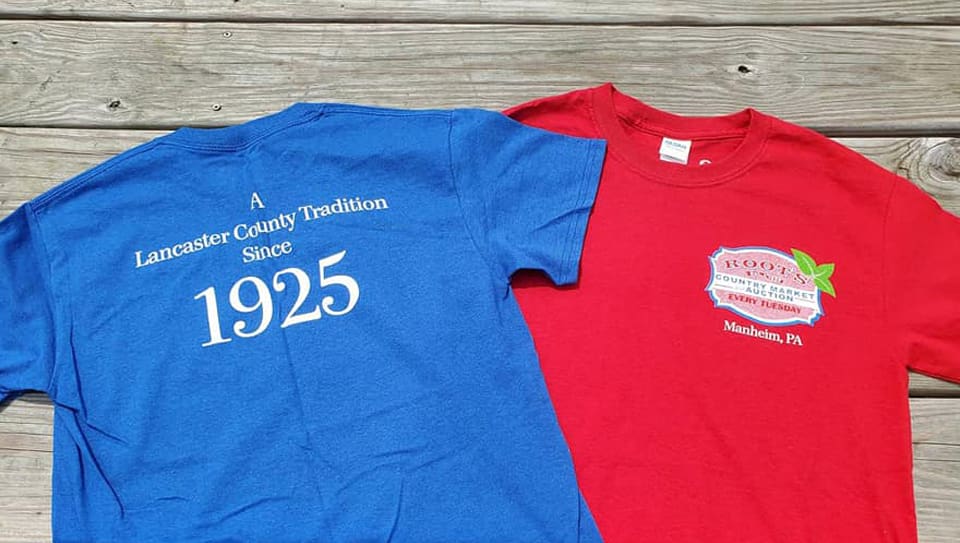 A
Lancaster County Tradition
Since
1925
ROOT'S
COUNTRY MARKET
AUCTION
EVERY TUESDAY
Manheim, PA